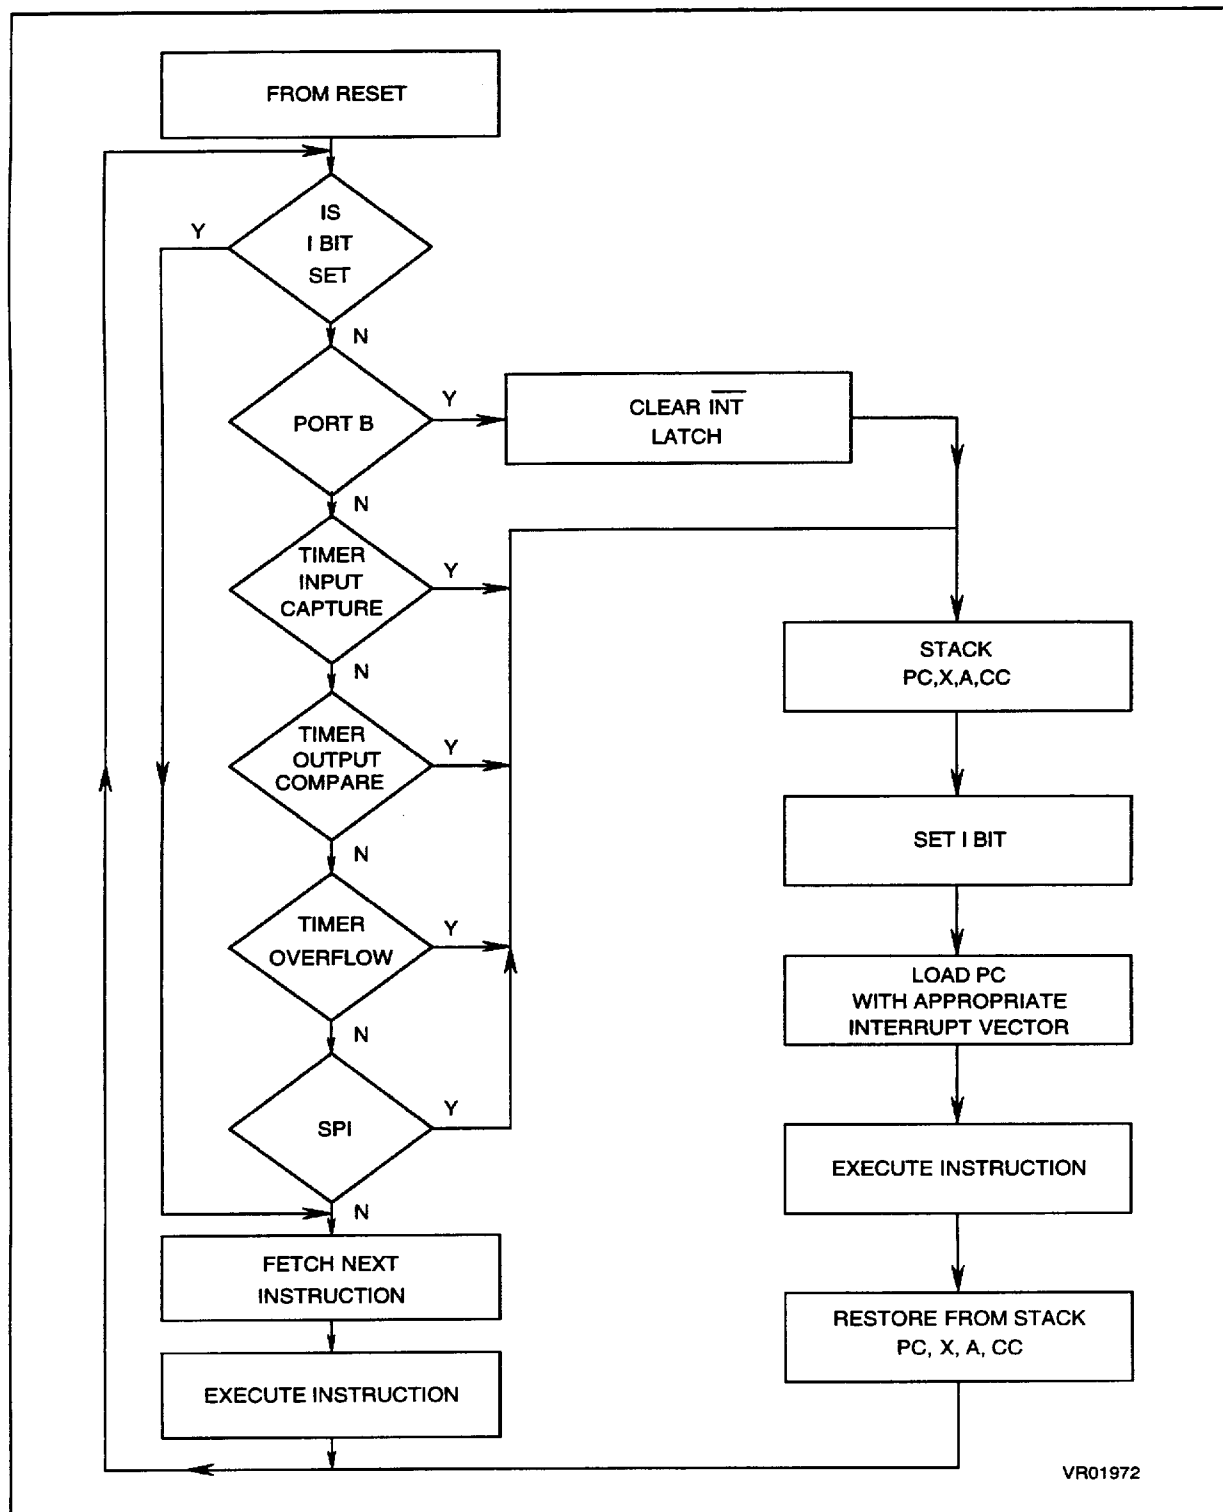 FROM RESET
IS
I BIT
SET
Y
N
PORT B
Y
CLEAR I̅N̅T̅
LATCH
N
TIMER
INPUT
CAPTURE
Y
N
TIMER
OUTPUT
COMPARE
Y
N
TIMER
OVERFLOW
Y
N
SPI
Y
N
FETCH NEXT
INSTRUCTION
EXECUTE INSTRUCTION
STACK
PC,X,A,CC
SET I BIT
LOAD PC
WITH APPROPRIATE
INTERRUPT VECTOR
EXECUTE INSTRUCTION
RESTORE FROM STACK
PC, X, A, CC
VR01972